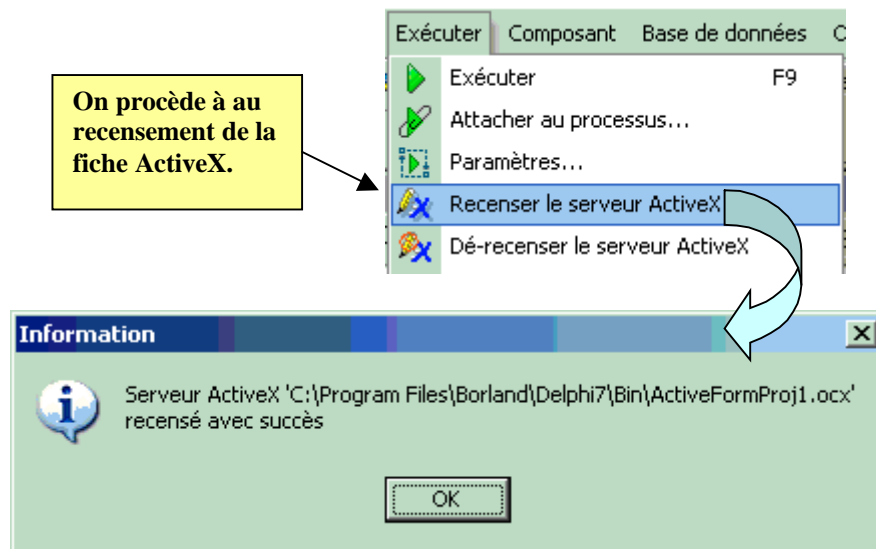 Exécuter Composant Base de données
Exécuter F9
Attacher au processus...
Paramètres...
Recenser le serveur ActiveX
Dé-recenser le serveur ActiveX
On procède à au
recensement de la
fiche ActiveX.
Information
Serveur ActiveX 'C:\Program Files\Borland\Delphi7\Bin\ActiveFormProj1.ocx'
recensé avec succès
OK